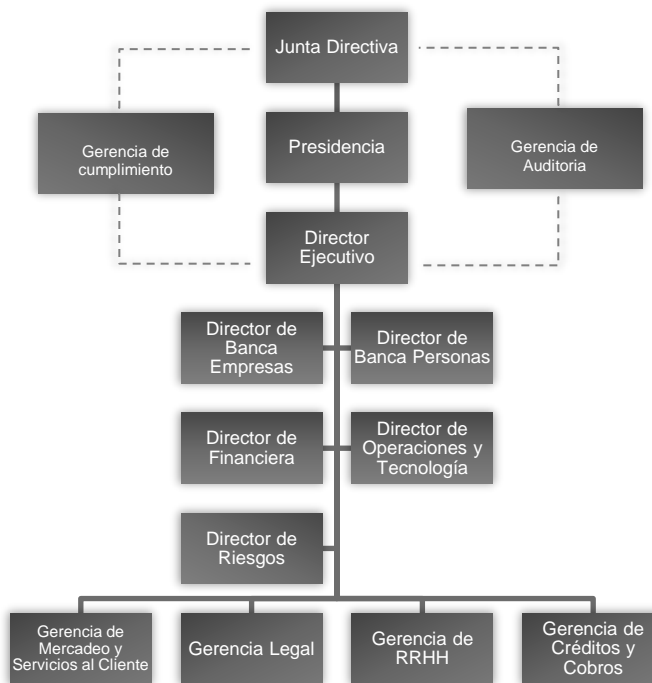 Junta Directiva
Gerencia de
cumplimiento
Presidencia
Gerencia de
Auditoria
Director
Ejecutivo
Director de
Banca
Empresas
Director de
Banca Personas
Director de
Financiera
Director de
Operaciones y
Tecnología
Director de
Riesgos
Gerencia de
Mercadeo y
Servicios al Cliente
Gerencia Legal
Gerencia de
RRHH
Gerencia de
Créditos y
Cobros